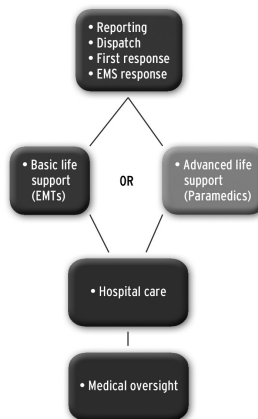 • Reporting
• Dispatch
• First response
• EMS response
• Basic life
support
(EMTs)
OR
• Advanced life
support
(Paramedics)
• Hospital care
• Medical oversight